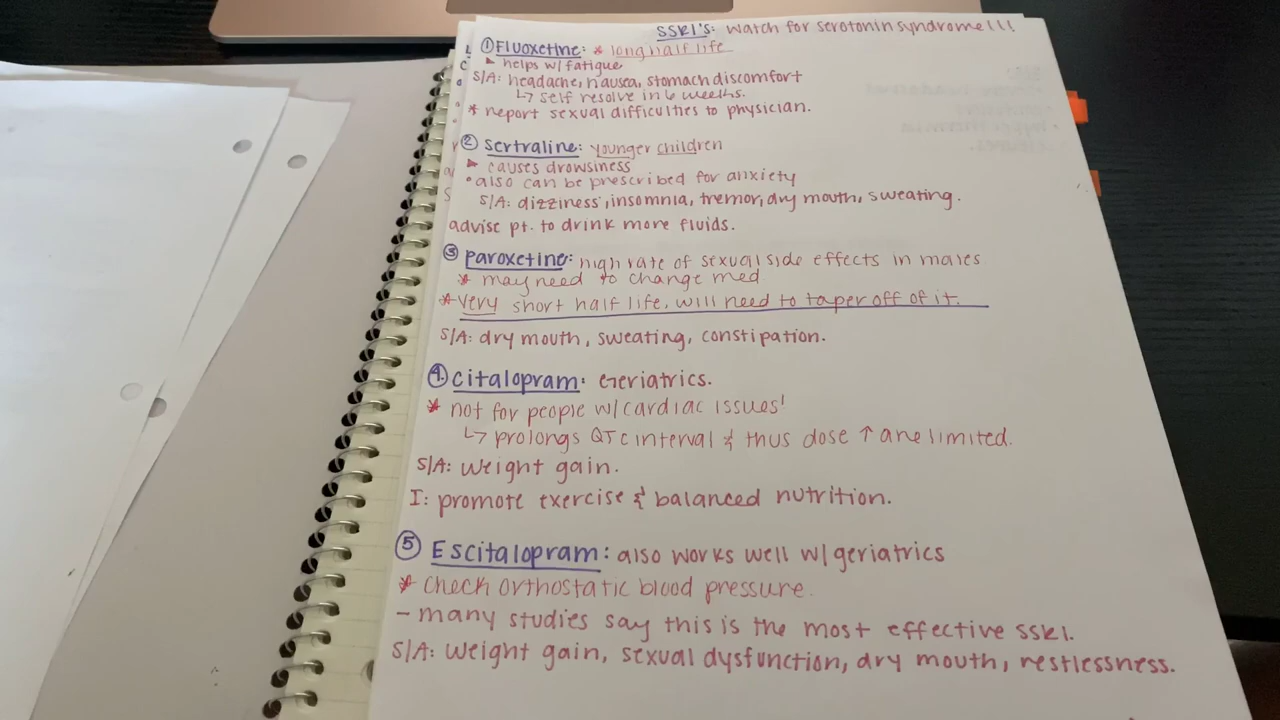 SSRI's: watch for serotonin syndrome!!!
① Fluoxetine: * long half life
▸ helps w/ fatigue
S/A: headache, nausea, stomach discomfort
↳ self resolve in 6 weeks.
* report sexual difficulties to physician.
② Sertraline: younger children
▸ causes drowsiness
• also can be prescribed for anxiety
S/A: dizziness, insomnia, tremor, dry mouth, sweating.
advise pt. to drink more fluids.
③ Paroxetine: high rate of sexual side effects in males
* may need to change med
* Very short half life, will need to taper off of it.
S/A: dry mouth, sweating, constipation.
④ Citalopram: Geriatrics.
* not for people w/ cardiac issues!
↳ prolongs QTc interval & thus dose ↑ are limited.
S/A: weight gain.
I: promote exercise & balanced nutrition.
⑤ Escitalopram: also works well w/ geriatrics
* check orthostatic blood pressure.
- many studies say this is the most effective SSRI.
S/A: weight gain, sexual dysfunction, dry mouth, restlessness.